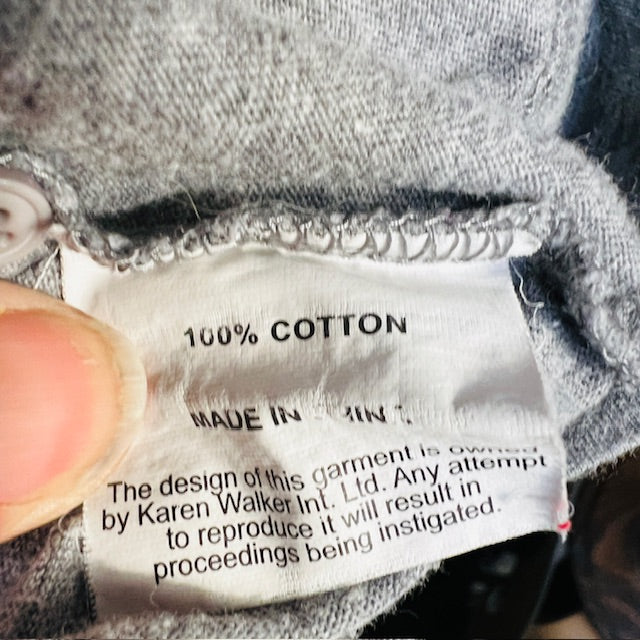 100% COTTON
MADE IN
The design of this garment is owned
by Karen Walker Int. Ltd. Any attempt
to reproduce it will result in
proceedings being instigated.